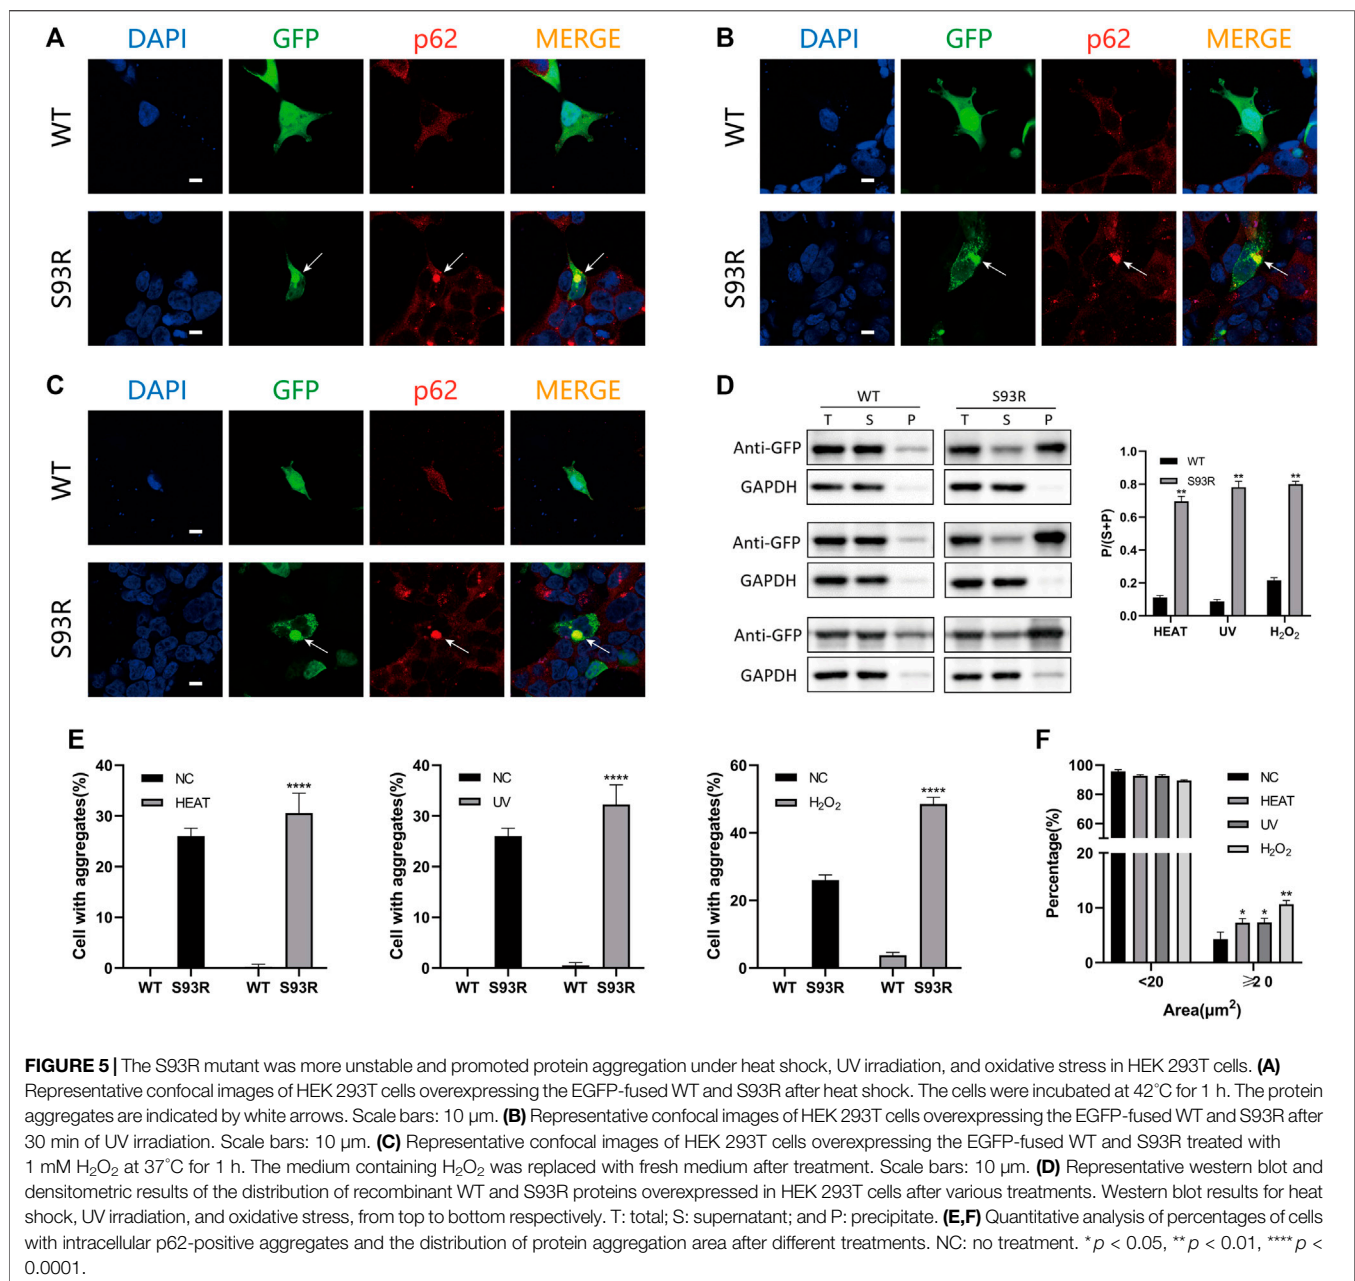 A
DAPI GFP p62 MERGE
WT
S93R
B
DAPI GFP p62 MERGE
WT
S93R
C
DAPI GFP p62 MERGE
WT
S93R
D
WT S93R
T S P T S P
Anti-GFP
GAPDH
Anti-GFP
GAPDH
Anti-GFP
GAPDH
WT
S93R
P/(S+P)
1.0
0.8
0.6
0.4
0.2
0.0
** ** **
HEAT UV H₂O₂
E
Cell with aggregates(%)
40
30
20
10
0
NC
HEAT
****
WT S93R WT S93R
Cell with aggregates(%)
40
30
20
10
0
NC
UV
****
WT S93R WT S93R
Cell with aggregates(%)
60
40
20
0
NC
H₂O₂
****
WT S93R WT S93R
F
Percentage(%)
100
80
60
20
10
0
NC
HEAT
UV
H₂O₂
* * **
<20 ⩾2 0
Area(μm²)
FIGURE 5 | The S93R mutant was more unstable and promoted protein aggregation under heat shock, UV irradiation, and oxidative stress in HEK 293T cells. (A)
Representative confocal images of HEK 293T cells overexpressing the EGFP-fused WT and S93R after heat shock. The cells were incubated at 42°C for 1 h. The protein
aggregates are indicated by white arrows. Scale bars: 10 μm. (B) Representative confocal images of HEK 293T cells overexpressing the EGFP-fused WT and S93R after
30 min of UV irradiation. Scale bars: 10 μm. (C) Representative confocal images of HEK 293T cells overexpressing the EGFP-fused WT and S93R treated with
1 mM H₂O₂ at 37°C for 1 h. The medium containing H₂O₂ was replaced with fresh medium after treatment. Scale bars: 10 μm. (D) Representative western blot and
densitometric results of the distribution of recombinant WT and S93R proteins overexpressed in HEK 293T cells after various treatments. Western blot results for heat
shock, UV irradiation, and oxidative stress, from top to bottom respectively. T: total; S: supernatant; and P: precipitate. (E,F) Quantitative analysis of percentages of cells
with intracellular p62-positive aggregates and the distribution of protein aggregation area after different treatments. NC: no treatment. *p < 0.05, **p < 0.01, ****p <
0.0001.